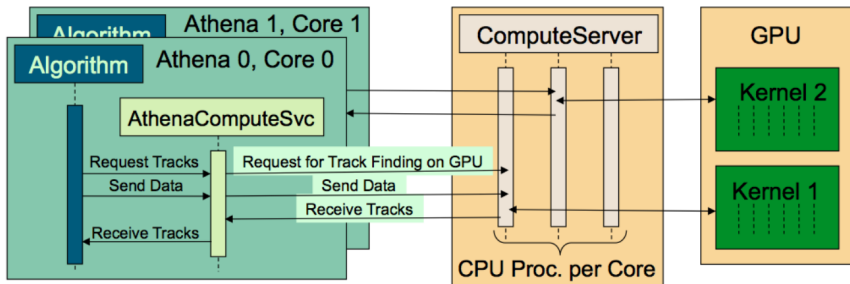 Athena 1, Core 1
Algorithm
Athena 0, Core 0
Algorithm
AthenaComputeSvc
Request Tracks
Send Data
Receive Tracks
Request for Track Finding on GPU
Send Data
Receive Tracks
ComputeServer
CPU Proc. per Core
GPU
Kernel 2
Kernel 1